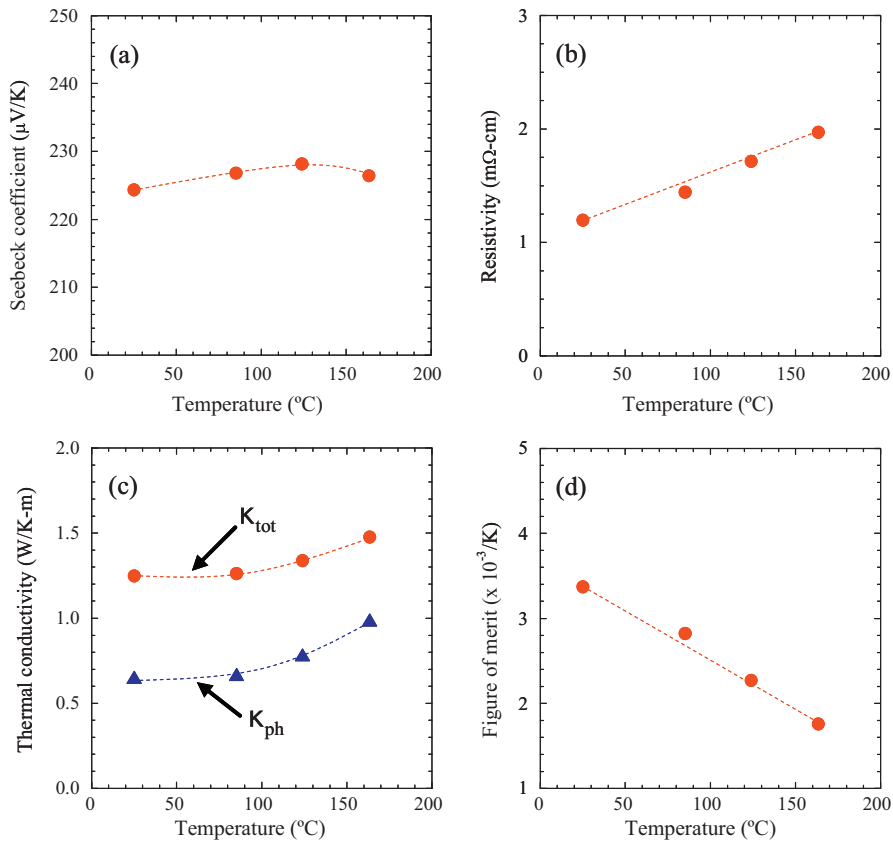 (a)
Seebeck coefficient (μV/K)
250
240
230
220
210
200
0 50 100 150 200
Temperature (ºC)
(b)
Resistivity (mΩ-cm)
3
2
1
0
0 50 100 150 200
Temperature (ºC)
(c)
Thermal conductivity (W/K-m)
2.0
1.5
1.0
0.5
0.0
Κtot
Κph
0 50 100 150 200
Temperature (ºC)
(d)
Figure of merit (x 10⁻³/K)
5
4
3
2
1
0 50 100 150 200
Temperature (ºC)